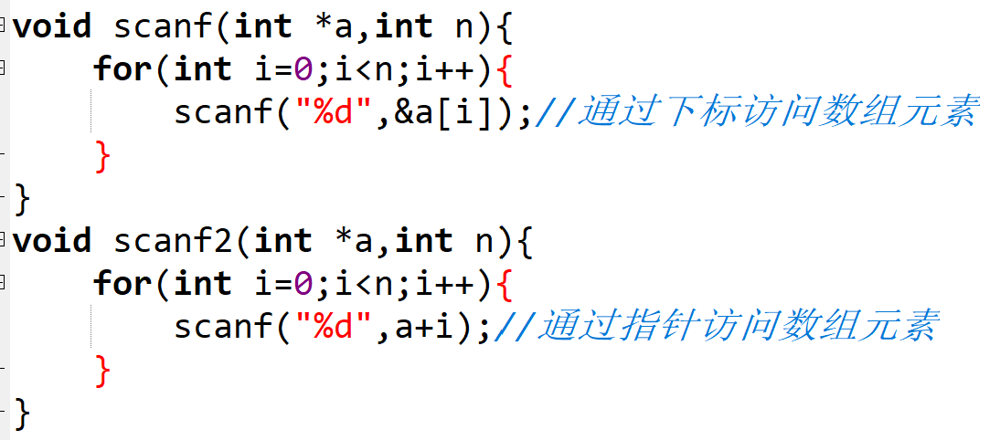 void scanf(int *a,int n){
    for(int i=0;i<n;i++){
        scanf("%d",&a[i]);//通过下标访问数组元素
    }
}
void scanf2(int *a,int n){
    for(int i=0;i<n;i++){
        scanf("%d",a+i);//通过指针访问数组元素
    }
}